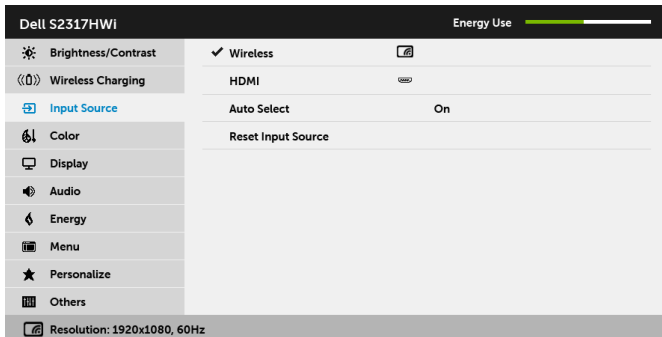 Dell S2317HWi
Energy Use
Brightness/Contrast
Wireless Charging
Input Source
Color
Display
Audio
Energy
Menu
Personalize
Others
Wireless
HDMI
Auto Select On
Reset Input Source
Resolution: 1920x1080, 60Hz